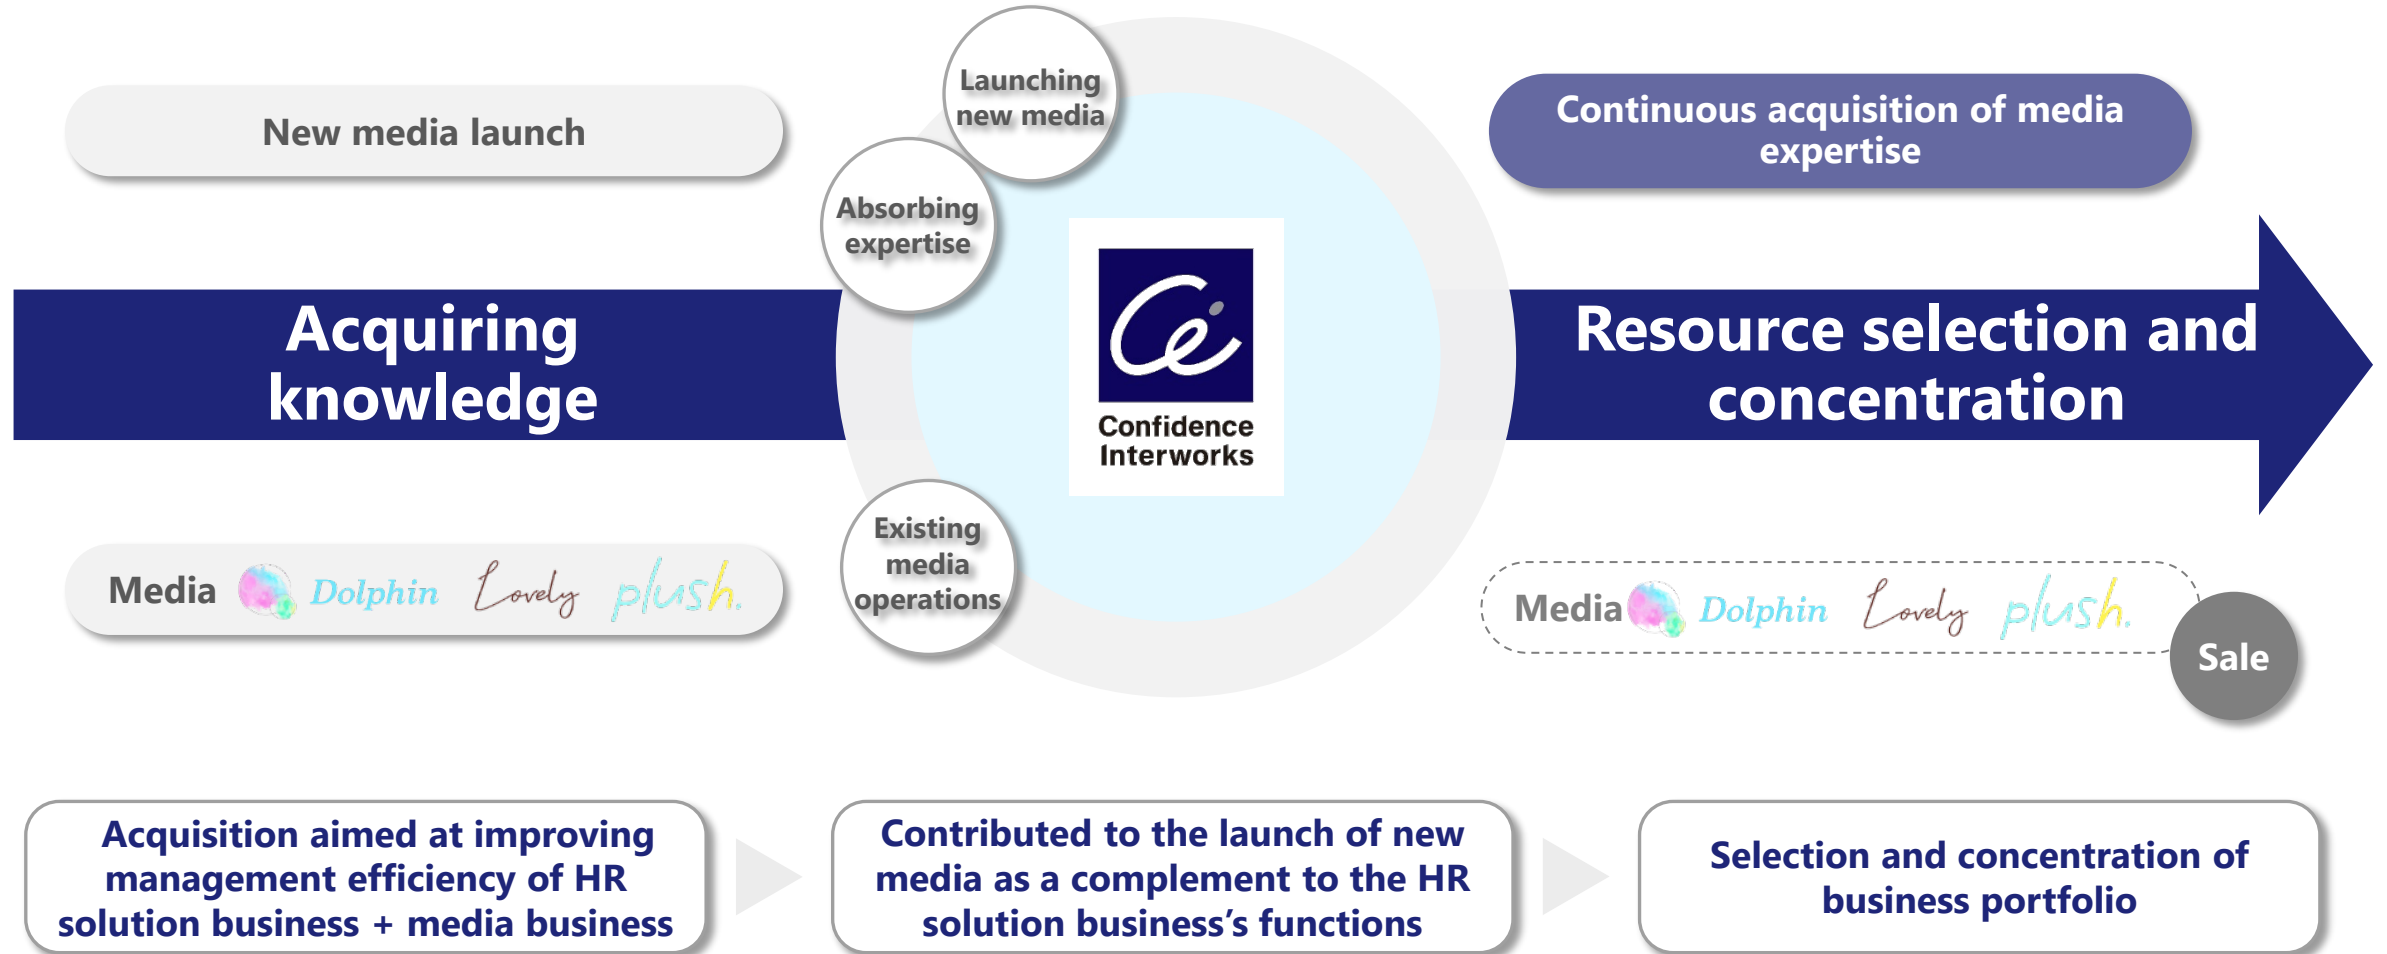 New media launch
Launching
new media
Absorbing
expertise
Continuous acquisition of media
expertise
Acquiring
knowledge
Ci
Confidence
Interworks
Resource selection and
concentration
Media Dolphin Lovely plush.
Existing
media
operations
Media Dolphin Lovely plush.
Sale
Acquisition aimed at improving
management efficiency of HR
solution business + media business
Contributed to the launch of new
media as a complement to the HR
solution business’s functions
Selection and concentration of
business portfolio